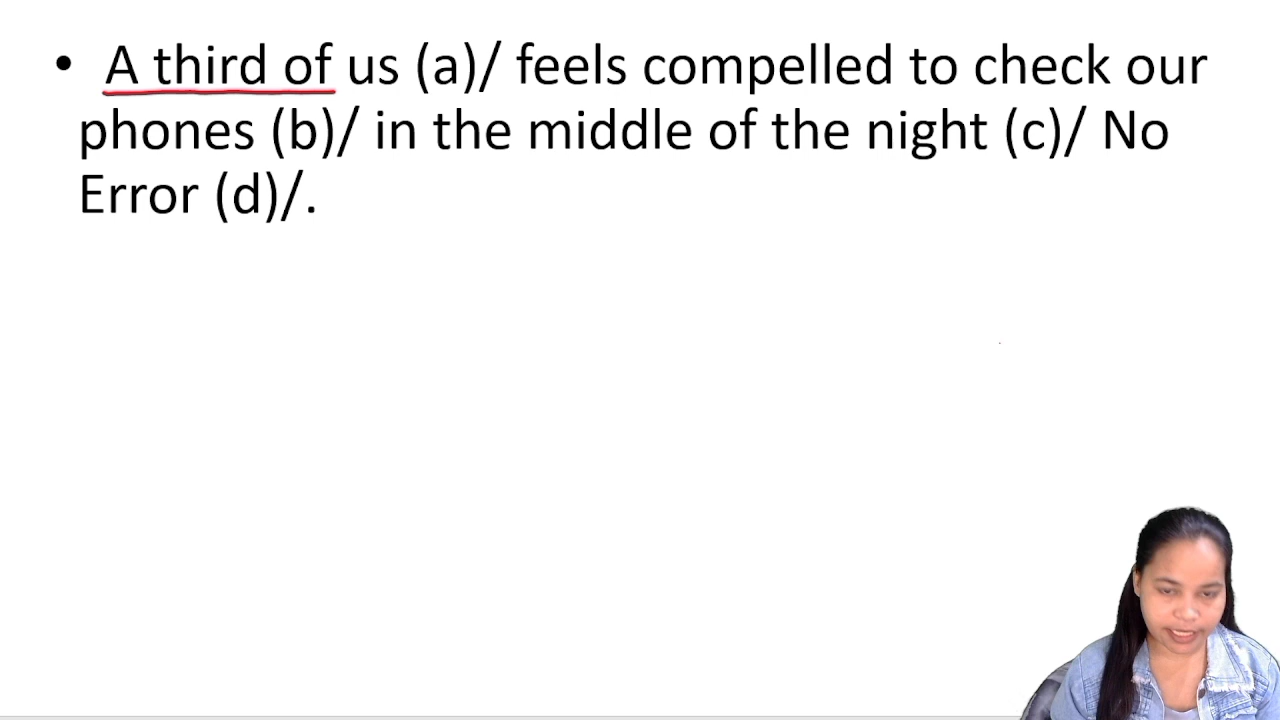 • A third of us (a)/ feels compelled to check our
phones (b)/ in the middle of the night (c)/ No
Error (d)/.